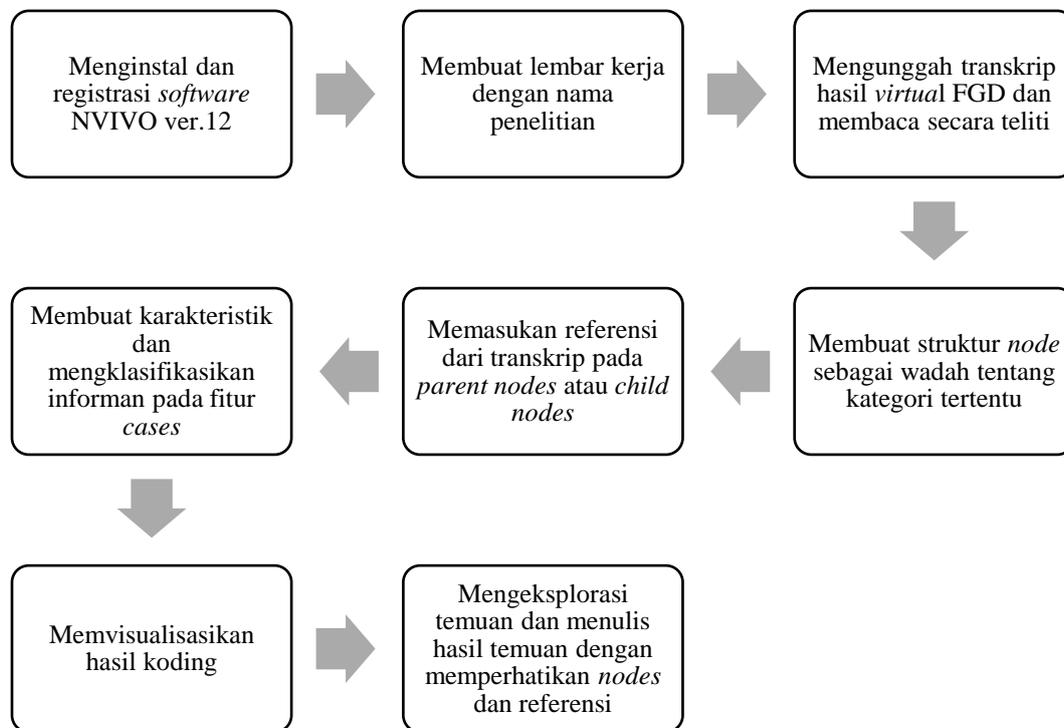 Menginstal dan
registrasi software
NVIVO ver.12
Membuat lembar kerja
dengan nama
penelitian
Mengunggah transkrip
hasil virtual FGD dan
membaca secara teliti
Membuat struktur node
sebagai wadah tentang
kategori tertentu
Memasukan referensi
dari transkrip pada
parent nodes atau child
nodes
Membuat karakteristik
dan
mengklasifikasikan
informan pada fitur
cases
Memvisualisasikan
hasil koding
Mengeksplorasi
temuan dan menulis
hasil temuan dengan
memperhatikan nodes
dan referensi